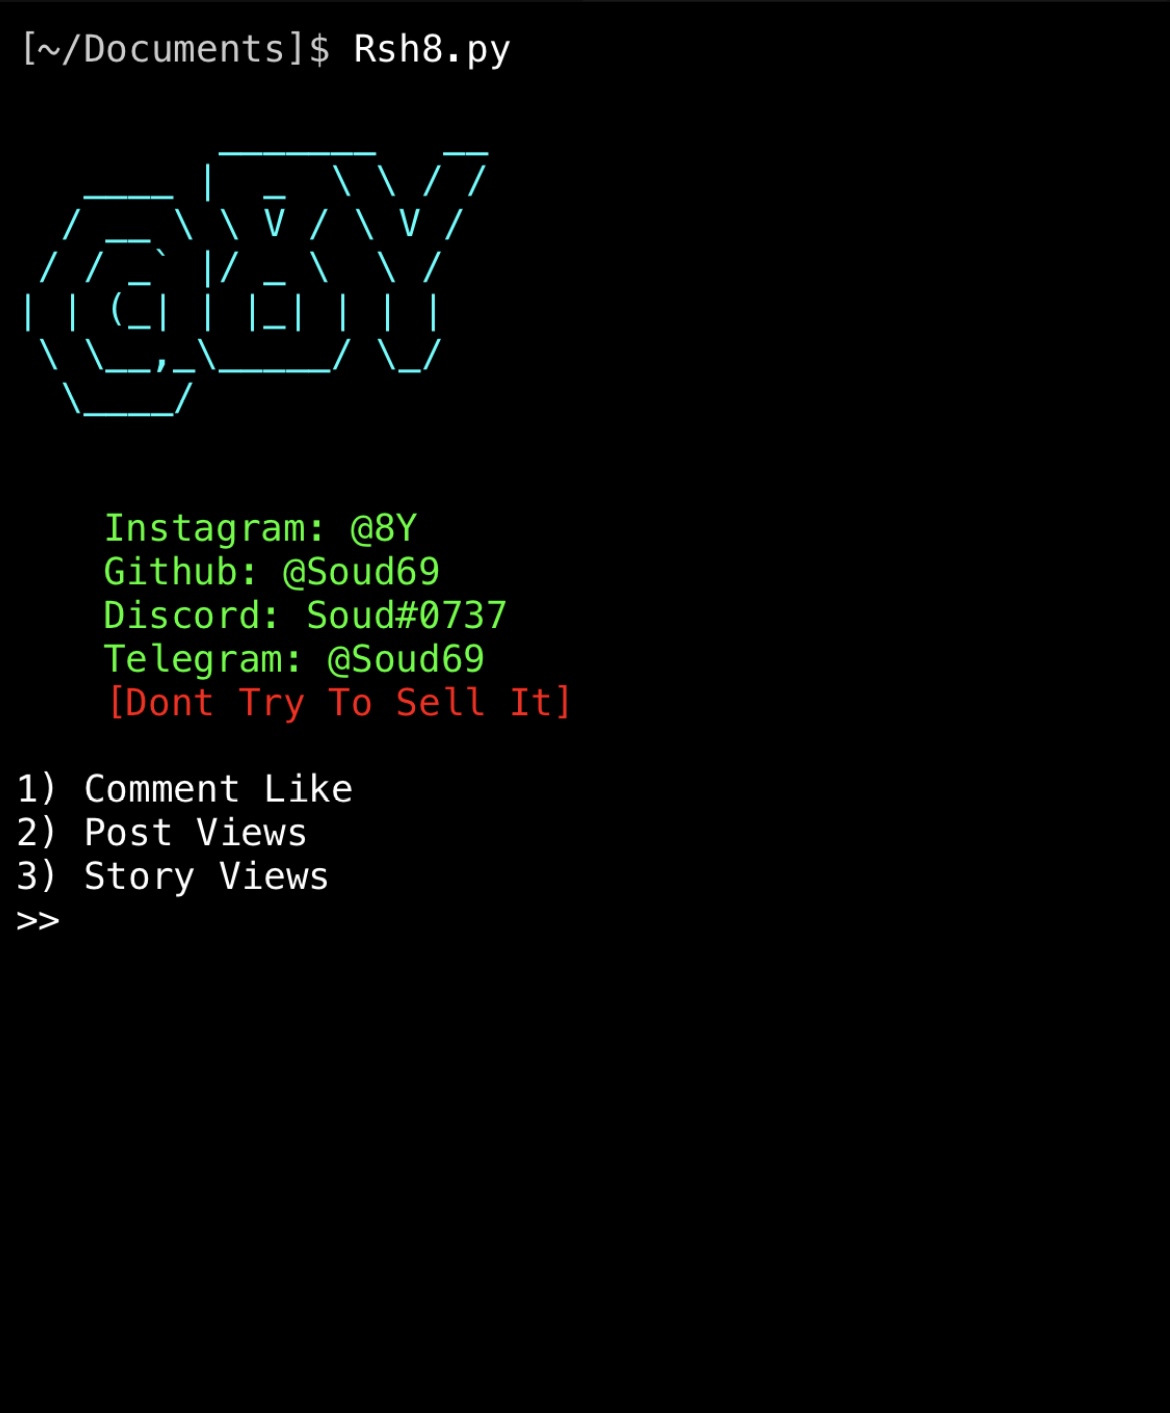 [~/Documents]$ Rsh8.py
@8Y
Instagram: @8Y
Github: @Soud69
Discord: Soud#0737
Telegram: @Soud69
[Dont Try To Sell It]
1) Comment Like
2) Post Views
3) Story Views
>>